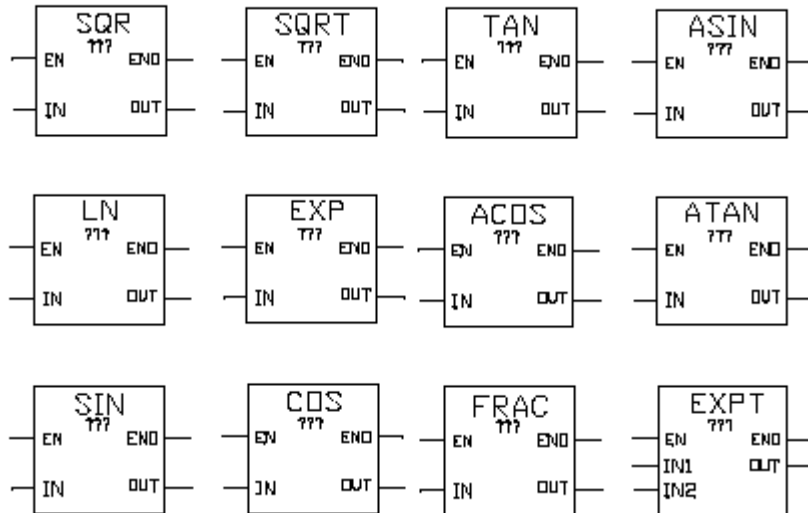 SQR
???
EN ENO
IN OUT
SQRT
???
EN ENO
IN OUT
TAN
???
EN ENO
IN OUT
ASIN
???
EN ENO
IN OUT
LN
???
EN ENO
IN OUT
EXP
???
EN ENO
IN OUT
ACOS
???
EN ENO
IN OUT
ATAN
???
EN ENO
IN OUT
SIN
???
EN ENO
IN OUT
COS
???
EN ENO
IN OUT
FRAC
???
EN ENO
IN OUT
EXPT
???
EN ENO
IN1 OUT
IN2